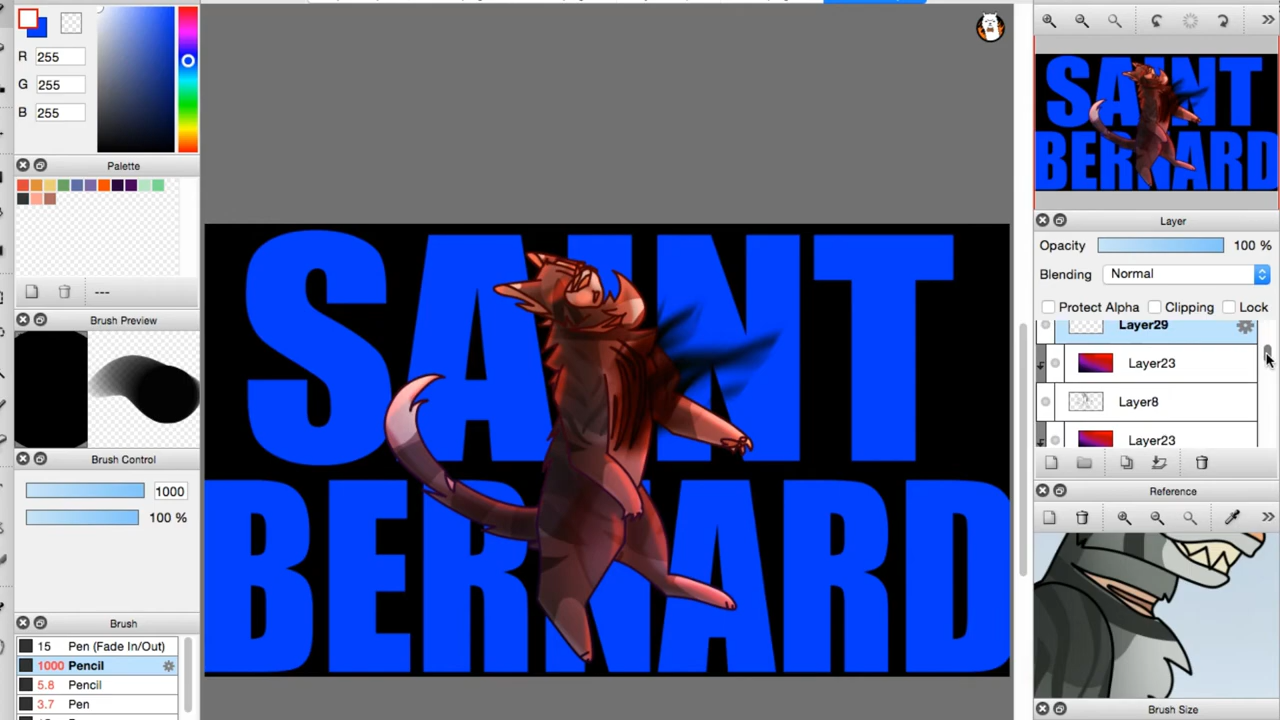 R 255
G 255
B 255
Palette
---
Brush Preview
Brush Control
1000
100 %
Brush
15 Pen (Fade In/Out)
1000 Pencil
5.8 Pencil
3.7 Pen
SAINT
BERNARD
SAINT
BERNARD
Layer
Opacity 100 %
Blending Normal
Protect Alpha Clipping Lock
Layer29
Layer23
Layer8
Layer23
Reference
Brush Size